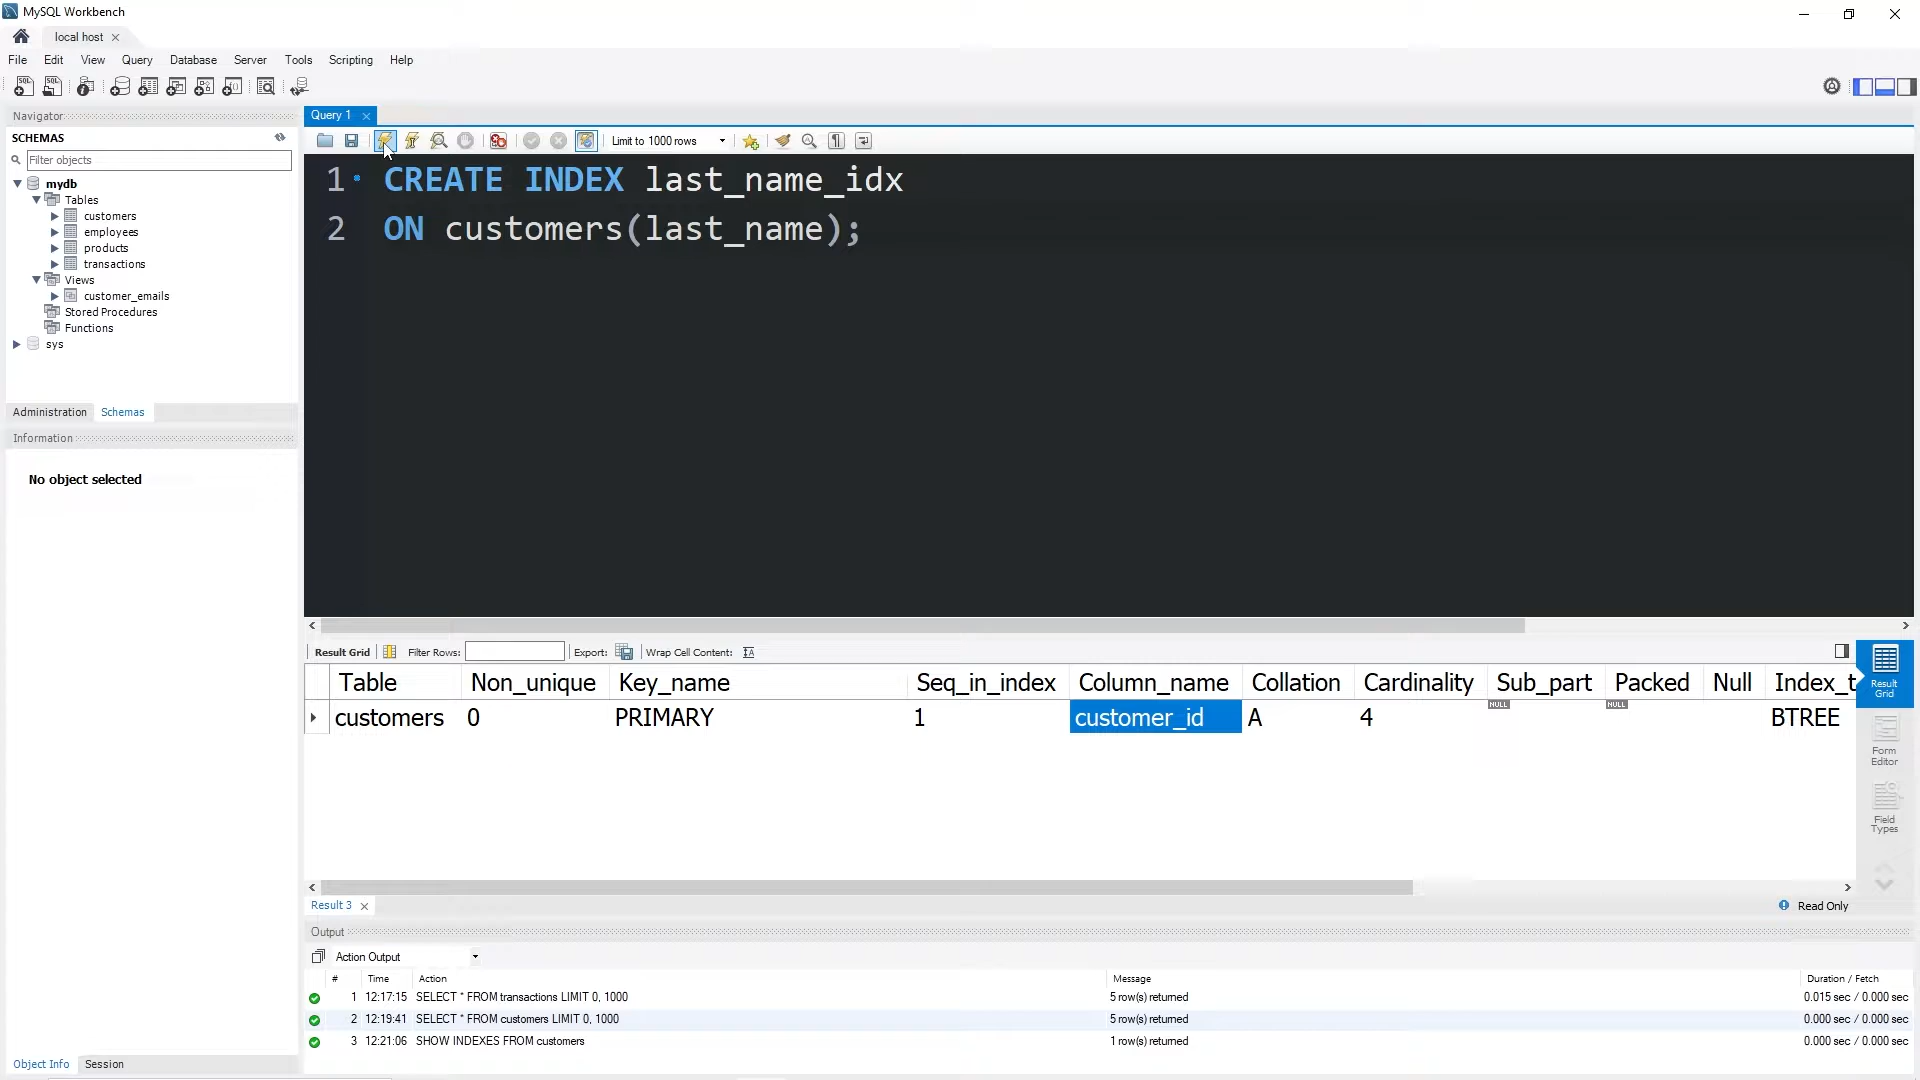 MySQL Workbench
local host
File Edit View Query Database Server Tools Scripting Help
Navigator
SCHEMAS
Filter objects
mydb
Tables
customers
employees
products
transactions
Views
customer_emails
Stored Procedures
Functions
sys
Administration Schemas
Information
No object selected
Object Info Session
Query 1
Limit to 1000 rows
1 CREATE INDEX last_name_idx
2 ON customers(last_name);
Result Grid Filter Rows: Export: Wrap Cell Content:
Table Non_unique Key_name Seq_in_index Column_name Collation Cardinality Sub_part Packed Null Index_t
customers 0 PRIMARY 1 customer_id A 4 NULL NULL BTREE
Result Grid
Form Editor
Field Types
Result 3
Read Only
Output
Action Output
# Time Action Message Duration / Fetch
1 12:17:15 SELECT * FROM transactions LIMIT 0, 1000 5 row(s) returned 0.015 sec / 0.000 sec
2 12:19:41 SELECT * FROM customers LIMIT 0, 1000 5 row(s) returned 0.000 sec / 0.000 sec
3 12:21:06 SHOW INDEXES FROM customers 1 row(s) returned 0.000 sec / 0.000 sec